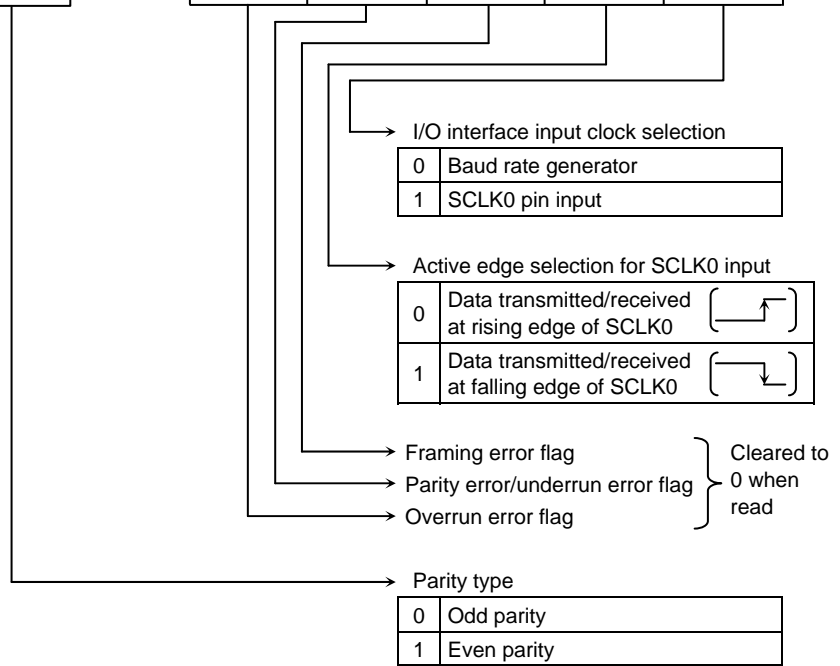 I/O interface input clock selection
0 Baud rate generator
1 SCLK0 pin input
Active edge selection for SCLK0 input
0 Data transmitted/received
at rising edge of SCLK0
1 Data transmitted/received
at falling edge of SCLK0
Framing error flag
Parity error/underrun error flag
Overrun error flag
Cleared to
0 when
read
Parity type
0 Odd parity
1 Even parity